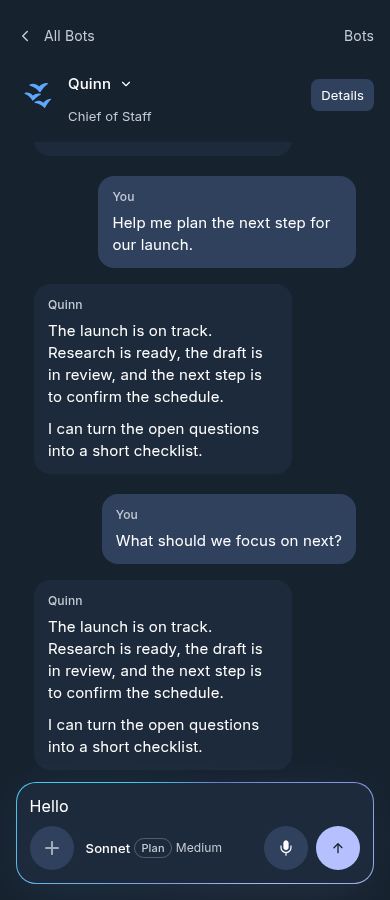 All Bots
Bots
Quinn
Chief of Staff
Details
You
Help me plan the next step for
our launch.
Quinn
The launch is on track.
Research is ready, the draft is
in review, and the next step is
to confirm the schedule.
I can turn the open questions
into a short checklist.
You
What should we focus on next?
Quinn
The launch is on track.
Research is ready, the draft is
in review, and the next step is
to confirm the schedule.
I can turn the open questions
into a short checklist.
Hello
Sonnet Plan Medium